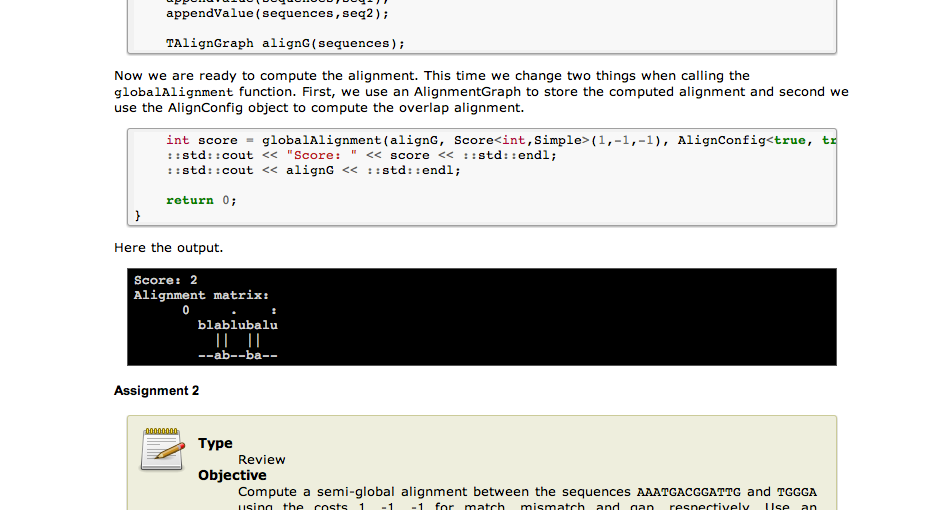 appendValue(sequences,seq1);
appendValue(sequences,seq2);
TAlignGraph alignG(sequences);
Now we are ready to compute the alignment. This time we change two things when calling the
globalAlignment function. First, we use an AlignmentGraph to store the computed alignment and second we
use the AlignConfig object to compute the overlap alignment.
int score = globalAlignment(alignG, Score<int,Simple>(1,-1,-1), AlignConfig<true, tr
::std::cout << "Score: " << score << ::std::endl;
::std::cout << alignG << ::std::endl;
return 0;
}
Here the output.
Score: 2
Alignment matrix:
0 . :
blablubalu
|| ||
--ab--ba--
Assignment 2
Type
Review
Objective
Compute a semi-global alignment between the sequences AAATGACGGATTG and TGGGA
using the costs 1, -1, -1 for match, mismatch and gap, respectively. Use an